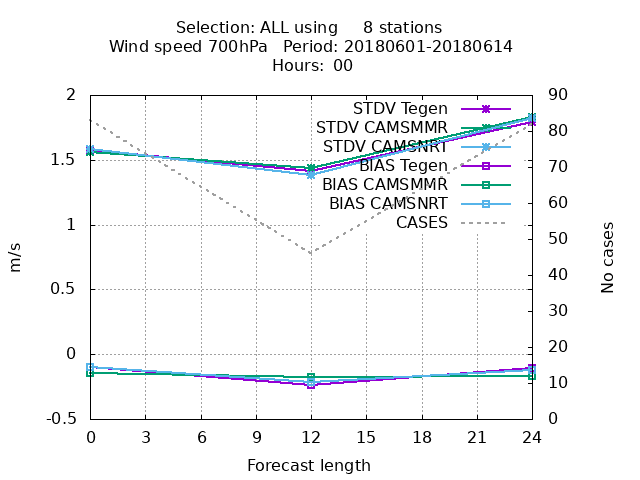 Selection: ALL using     8 stations
Wind speed 700hPa   Period: 20180601-20180614
Hours:  00
2
1.5
1
0.5
0
-0.5
m/s
90
80
70
60
50
40
30
20
10
0
No cases
STDV Tegen
STDV CAMSMMR
STDV CAMSNRT
BIAS Tegen
BIAS CAMSMMR
BIAS CAMSNRT
CASES
0 3 6 9 12 15 18 21 24
Forecast length